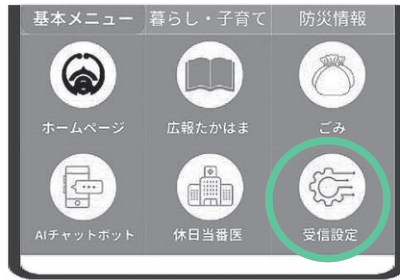 基本メニュー 暮らし・子育て 防災情報
ホームページ 広報たかはま ごみ
AIチャットボット 休日当番医 受信設定